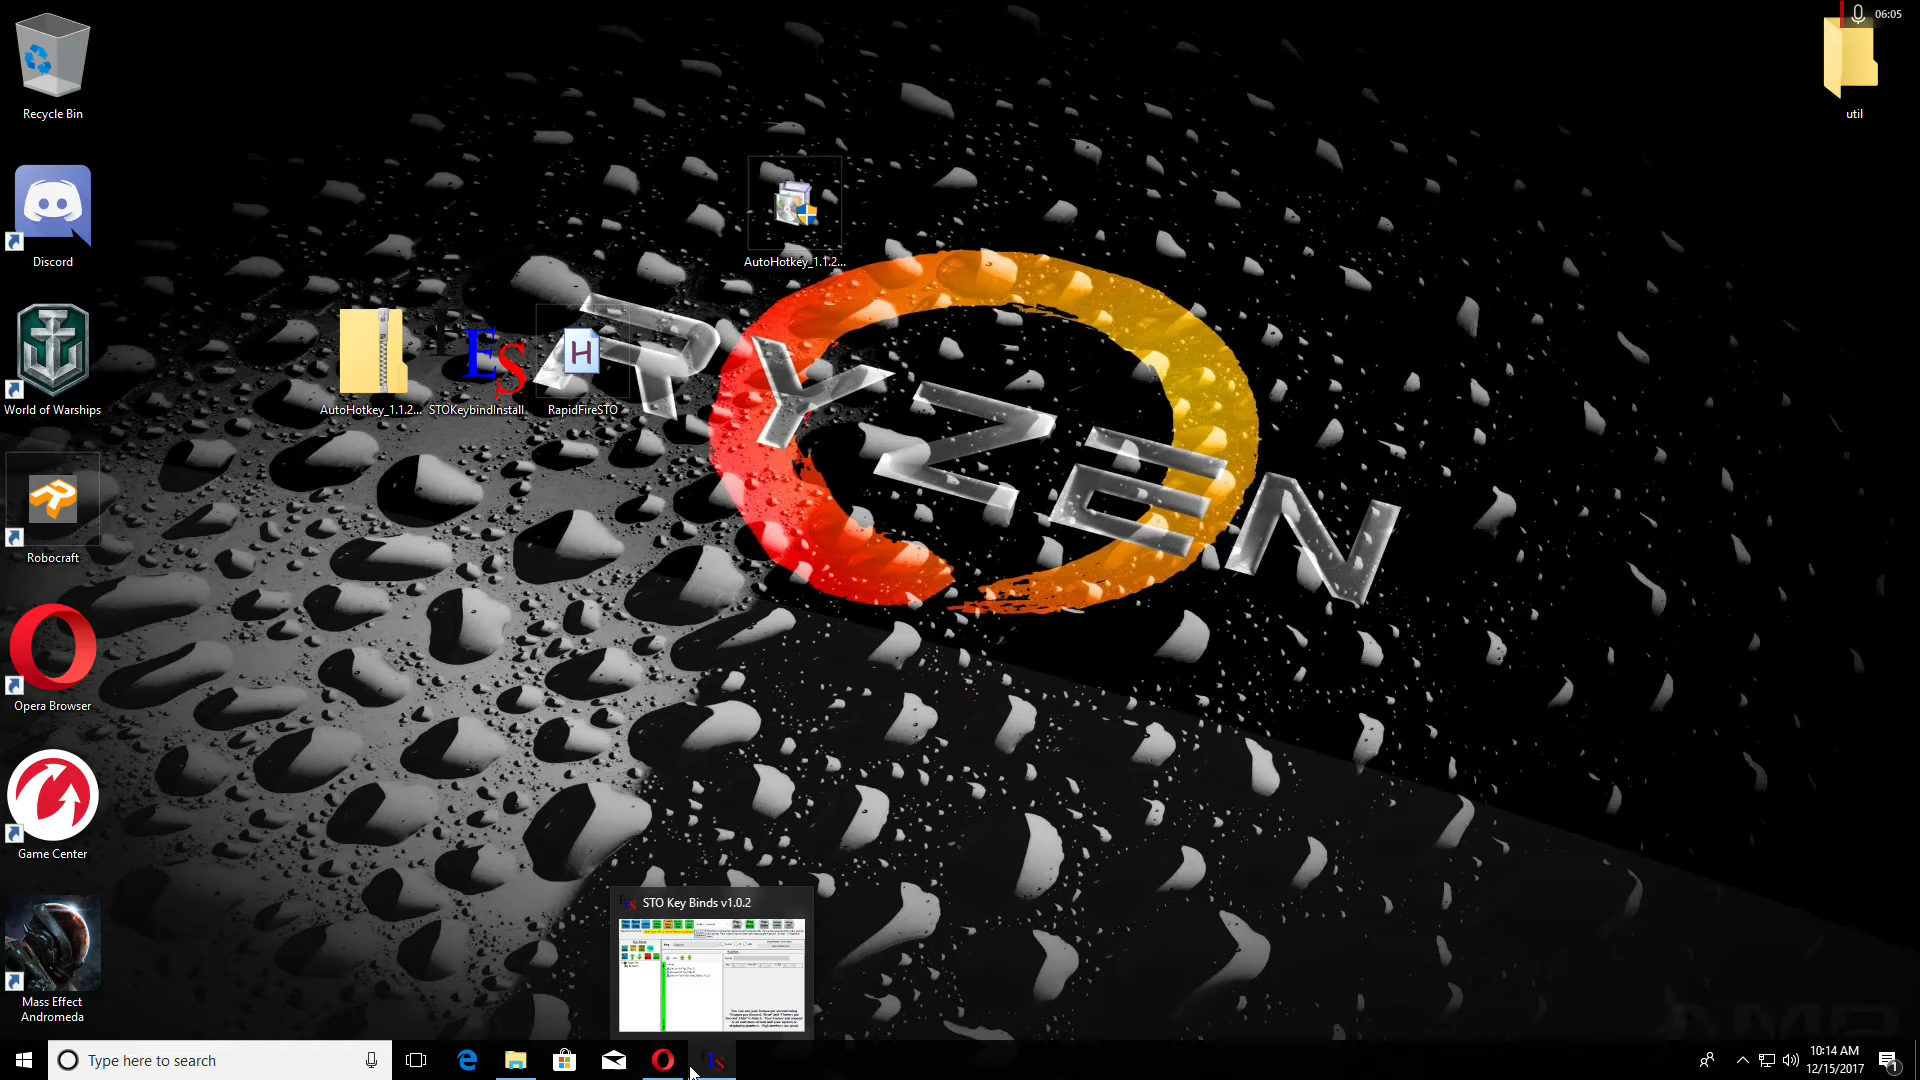 06:05
Recycle Bin
util
Discord
AutoHotkey_1.1.2...
World of Warships
AutoHotkey_1.1.2...
STOKeybindInstall
RapidFireSTO
RYZEN
Robocraft
Opera Browser
Game Center
Mass Effect
Andromeda
STO Key Binds v1.0.2
AMD
Type here to search
10:14 AM
12/15/2017
1